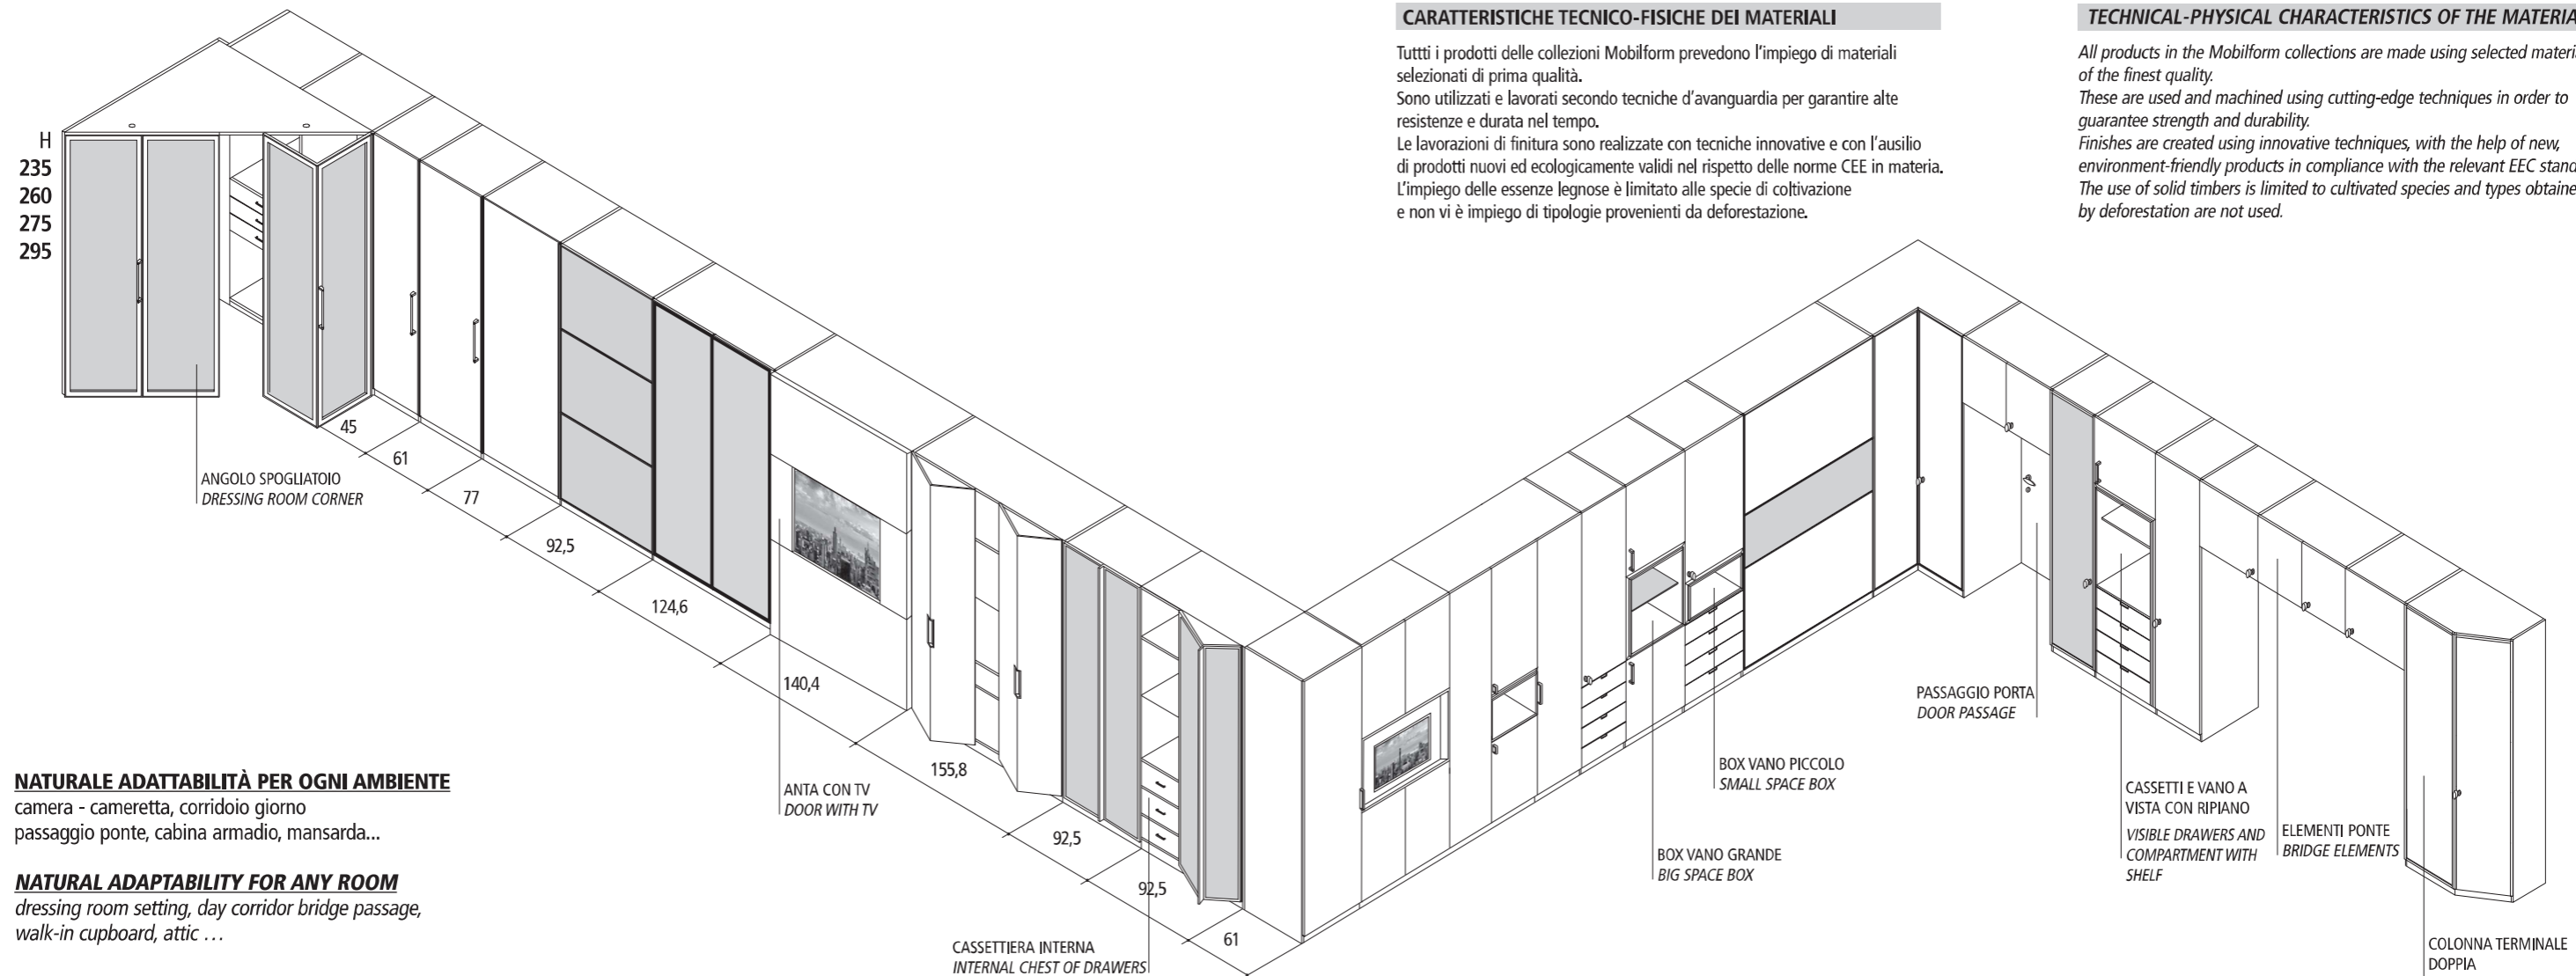 CARATTERISTICHE TECNICO-FISICHE DEI MATERIALI
Tuttti i prodotti delle collezioni Mobilform prevedono l'impiego di materiali
selezionati di prima qualità.
Sono utilizzati e lavorati secondo tecniche d'avanguardia per garantire alte
resistenze e durata nel tempo.
Le lavorazioni di finitura sono realizzate con tecniche innovative e con l'ausilio
di prodotti nuovi ed ecologicamente validi nel rispetto delle norme CEE in materia.
L'impiego delle essenze legnose è limitato alle specie di coltivazione
e non vi è impiego di tipologie provenienti da deforestazione.
TECHNICAL-PHYSICAL CHARACTERISTICS OF THE
All products in the Mobilform collections are made using selected
of the finest quality.
These are used and machined using cutting-edge techniques in order to
guarantee strength and durability.
Finishes are created using innovative techniques, with the help of new,
environment-friendly products in compliance with the relevant EEC
The use of solid timbers is limited to cultivated species and types
by deforestation are not used.
H
235
260
275
295
45
61
77
92,5
124,6
140,4
155,8
92,5
92,5
61
ANGOLO SPOGLIATOIO
DRESSING ROOM CORNER
ANTA CON TV
DOOR WITH TV
CASSETTIERA INTERNA
INTERNAL CHEST OF DRAWERS
BOX VANO GRANDE
BIG SPACE BOX
BOX VANO PICCOLO
SMALL SPACE BOX
PASSAGGIO PORTA
DOOR PASSAGE
CASSETTI E VANO A
VISTA CON RIPIANO
VISIBLE DRAWERS AND
COMPARTMENT WITH
SHELF
ELEMENTI PONTE
BRIDGE ELEMENTS
COLONNA TERMINALE
DOPPIA
NATURALE ADATTABILITÀ PER OGNI AMBIENTE
camera - cameretta, corridoio giorno
passaggio ponte, cabina armadio, mansarda...
NATURAL ADAPTABILITY FOR ANY ROOM
dressing room setting, day corridor bridge passage,
walk-in cupboard, attic …